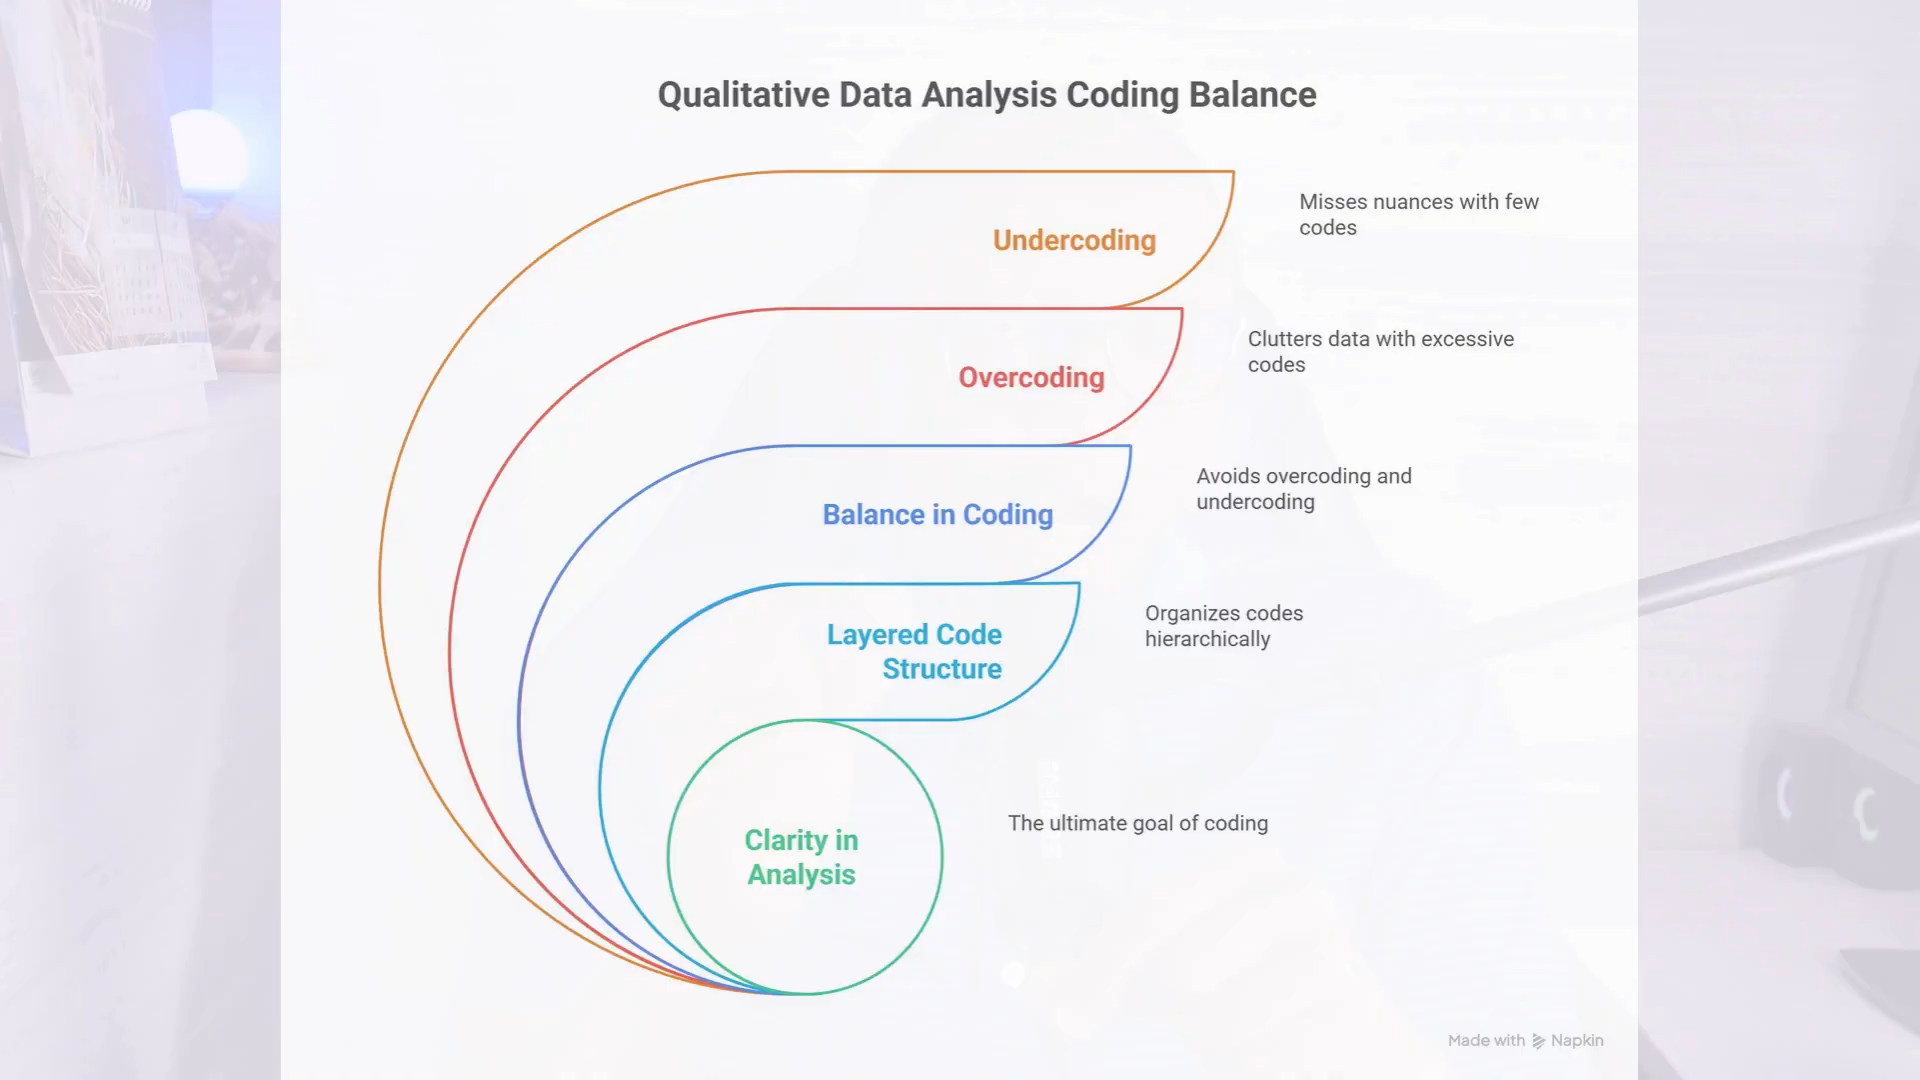 Qualitative Data Analysis Coding Balance
Undercoding
Misses nuances with few
codes
Overcoding
Clutters data with excessive
codes
Balance in Coding
Avoids overcoding and
undercoding
Layered Code
Structure
Organizes codes
hierarchically
Clarity in
Analysis
The ultimate goal of coding
Made with Napkin